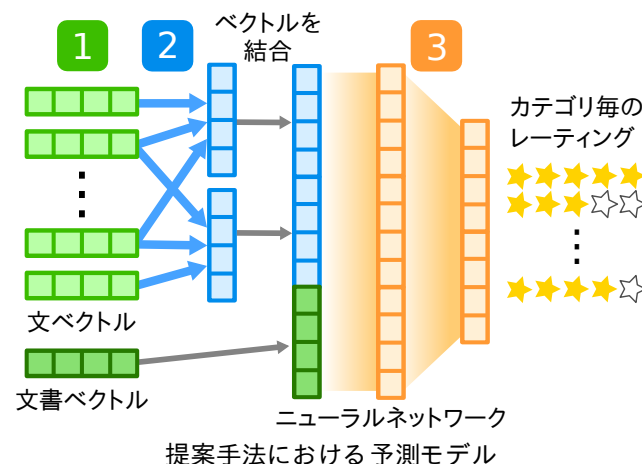 1
2
ベクトルを
結合
3
カテゴリ毎の
レーティング
文ベクトル
文書ベクトル
ニューラルネットワーク
提案手法における予測モデル